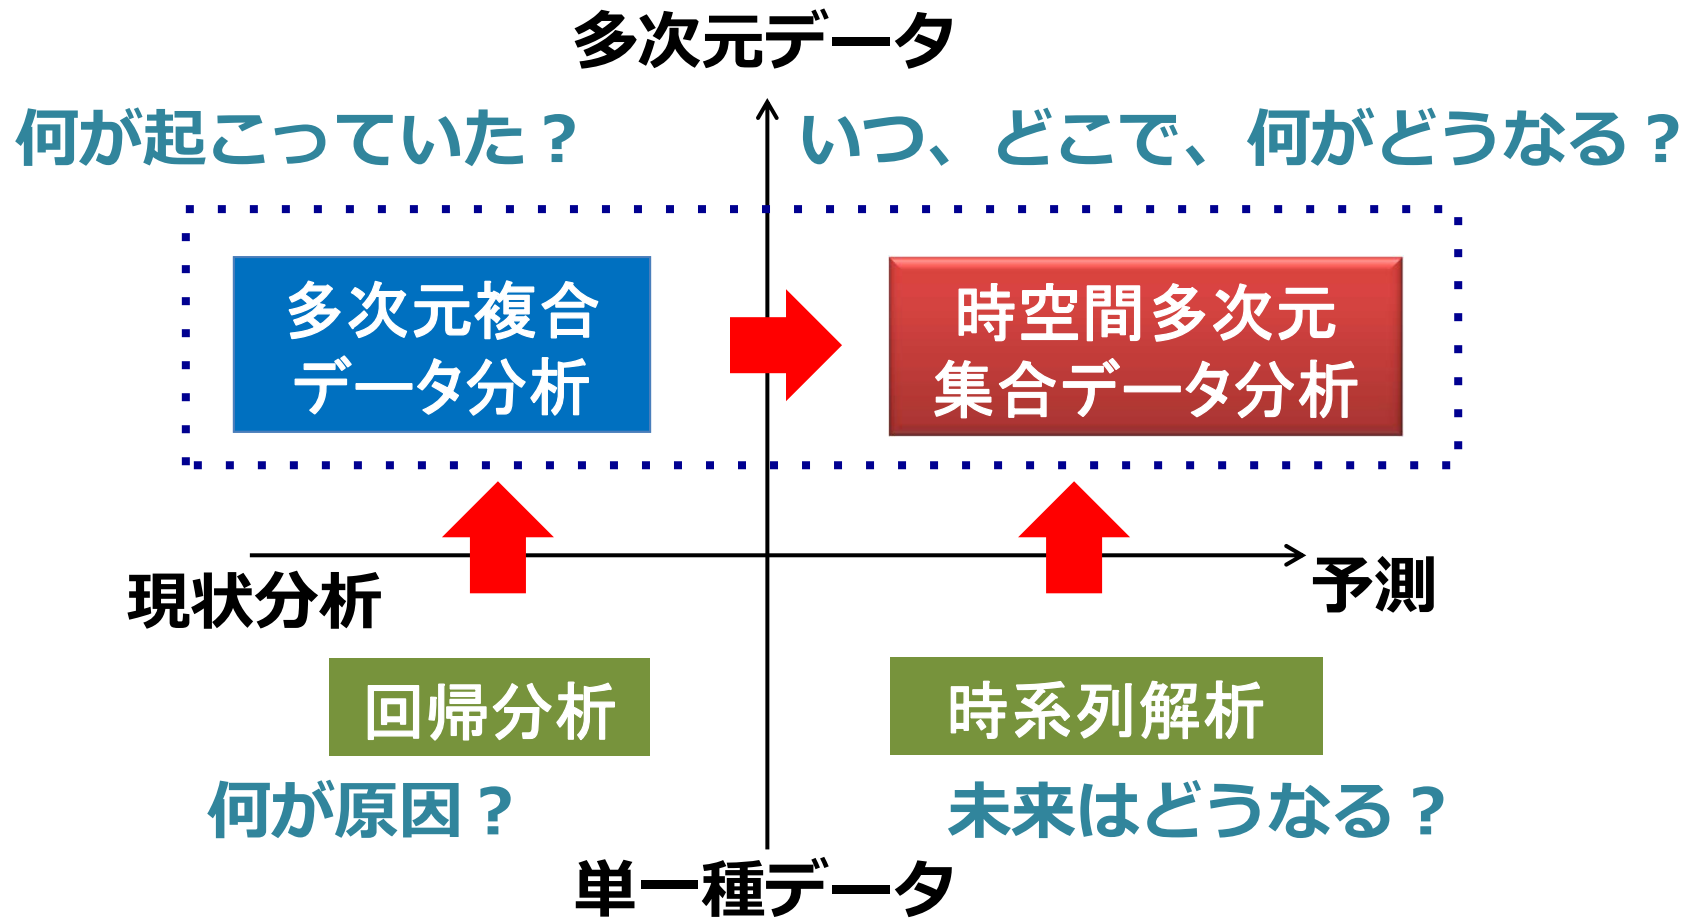 多次元データ
何が起こっていた？
いつ、どこで、何がどうなる？
多次元複合
データ分析
時空間多次元
集合データ分析
現状分析
予測
回帰分析
時系列解析
何が原因？
未来はどうなる？
単一種データ